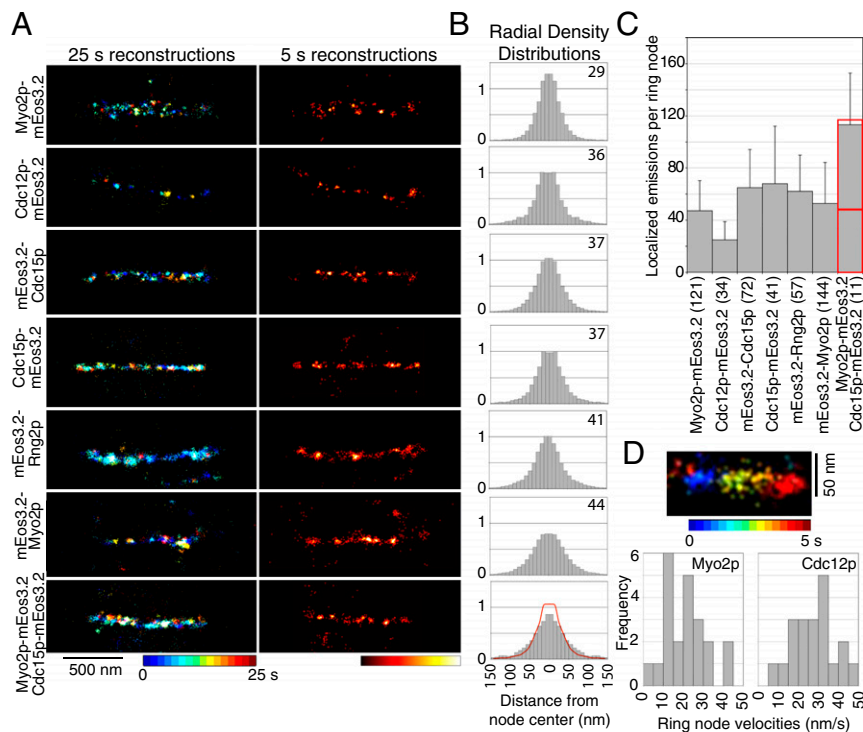 A
25 s reconstructions
5 s reconstructions
Myo2p-
mEos3.2
Cdc12p-
mEos3.2
mEos3.2-
Cdc15p
Cdc15p-
mEos3.2
mEos3.2-
Rng2p
mEos3.2-
Myo2p
Myo2p-mEos3.2
Cdc15p-mEos3.2
500 nm
0
25 s
B
Radial Density
Distributions
29
1
0
36
1
0
37
1
0
37
1
0
41
1
0
44
1
0
1
0
150
100
50
0
50
100
150
Distance from
node center (nm)
C
Localized emissions per ring node
160
120
80
40
0
Myo2p-mEos3.2 (121)
Cdc12p-mEos3.2 (34)
mEos3.2-Cdc15p (72)
Cdc15p-mEos3.2 (41)
mEos3.2-Rng2p (57)
mEos3.2-Myo2p (144)
Myo2p-mEos3.2
Cdc15p-mEos3.2 (11)
D
50 nm
0
5 s
Myo2p
Cdc12p
Frequency
6
4
2
0
0
10
20
30
40
50
0
10
20
30
40
50
Ring node velocities (nm/s)